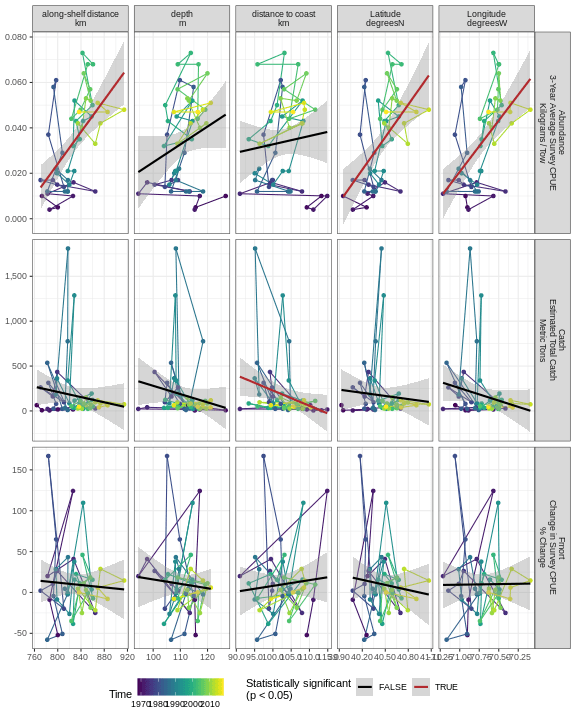 along-shelf distance
km
depth
m
distance to coast
km
Latitude
degreesN
Longitude
degreesW
0.080
0.060
0.040
0.020
0.000
Abundance
3-Year Average Survey CPUE
Kilograms / Tow
1,500
1,000
500
0
Catch
Estimated Total Catch
Metric Tons
150
100
50
0
-50
Fmort
Change in Survey CPUE
% Change
760 800 840 880 920
100 110 120
Time
1970 1980 1990 2000 2010
Statistically significant
(p < 0.05)
FALSE
TRUE